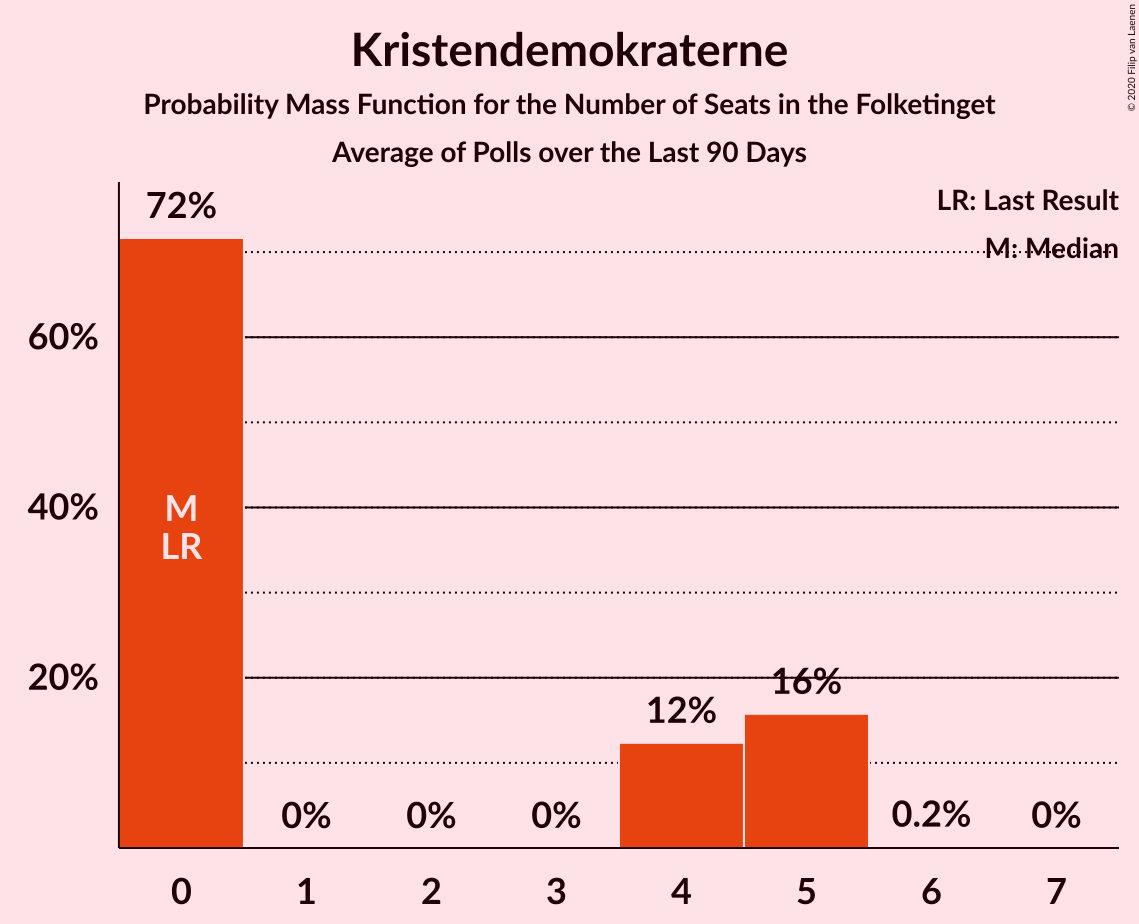 Kristendemokraterne
Probability Mass Function for the Number of Seats in the Folketinget
Average of Polls over the Last 90 Days
© 2020 Filip van Laenen
LR: Last Result
M: Median
72%
60%
40%
20%
M
LR
0%
0%
0%
12%
16%
0.2%
0%
0
1
2
3
4
5
6
7